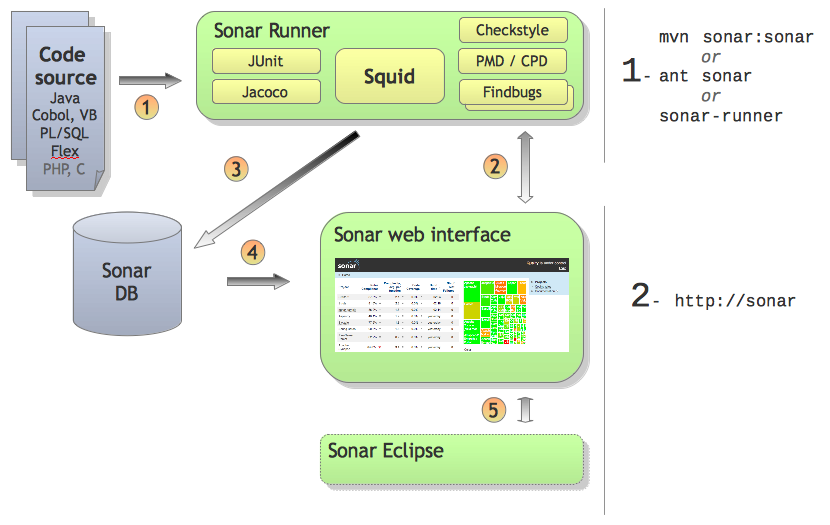 Code
source
Java
Cobol, VB
PL/SQL
Flex
PHP, C
1
Sonar Runner
JUnit
Jacoco
Squid
Checkstyle
PMD / CPD
Findbugs
1- mvn sonar:sonar
or
ant sonar
or
sonar-runner
3
2
Sonar
DB
4
Sonar web interface
sonar
2- http://sonar
5
Sonar Eclipse